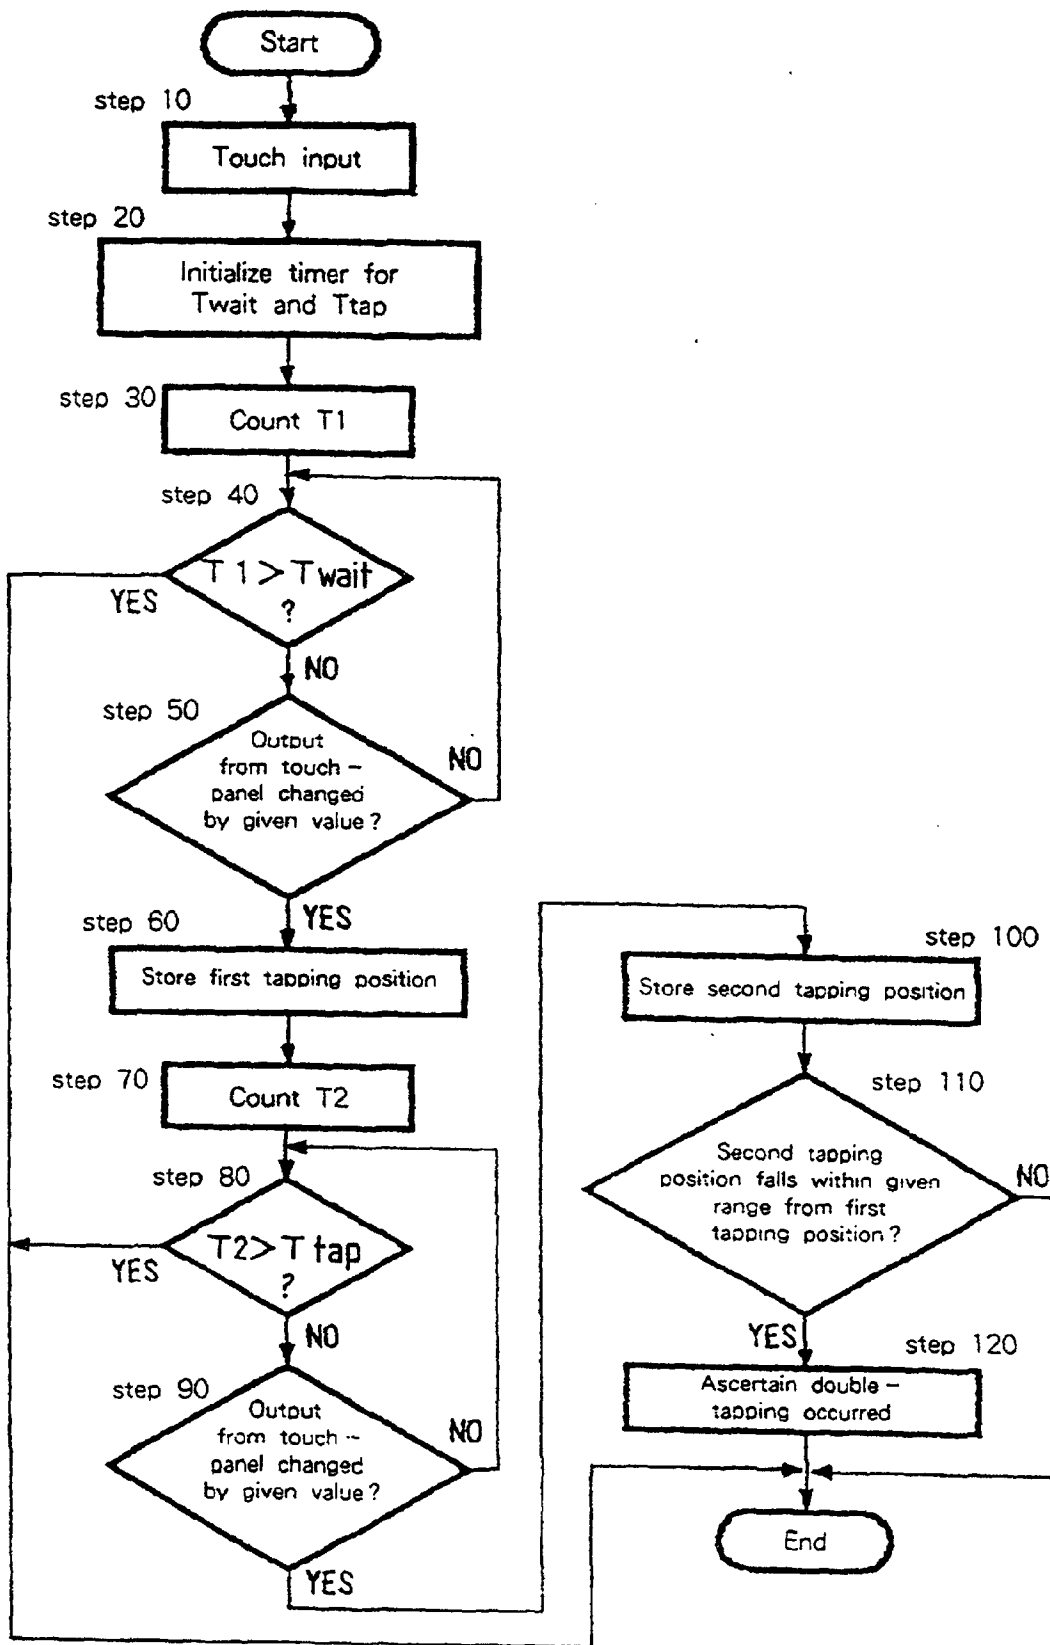 Start
step 10
Touch input
step 20
Initialize timer for
Twait and Ttap
step 30
Count T1
step 40
T1>Twait
?
YES
NO
step 50
Output
from touch-
panel changed
by given value?
NO
YES
step 60
Store first tapping position
step 70
Count T2
step 80
T2>Ttap
?
YES
NO
step 90
Output
from touch-
panel changed
by given value?
NO
YES
step 100
Store second tapping position
step 110
Second tapping
position falls within given
range from first
tapping position?
NO
YES
step 120
Ascertain double-
tapping occurred
End